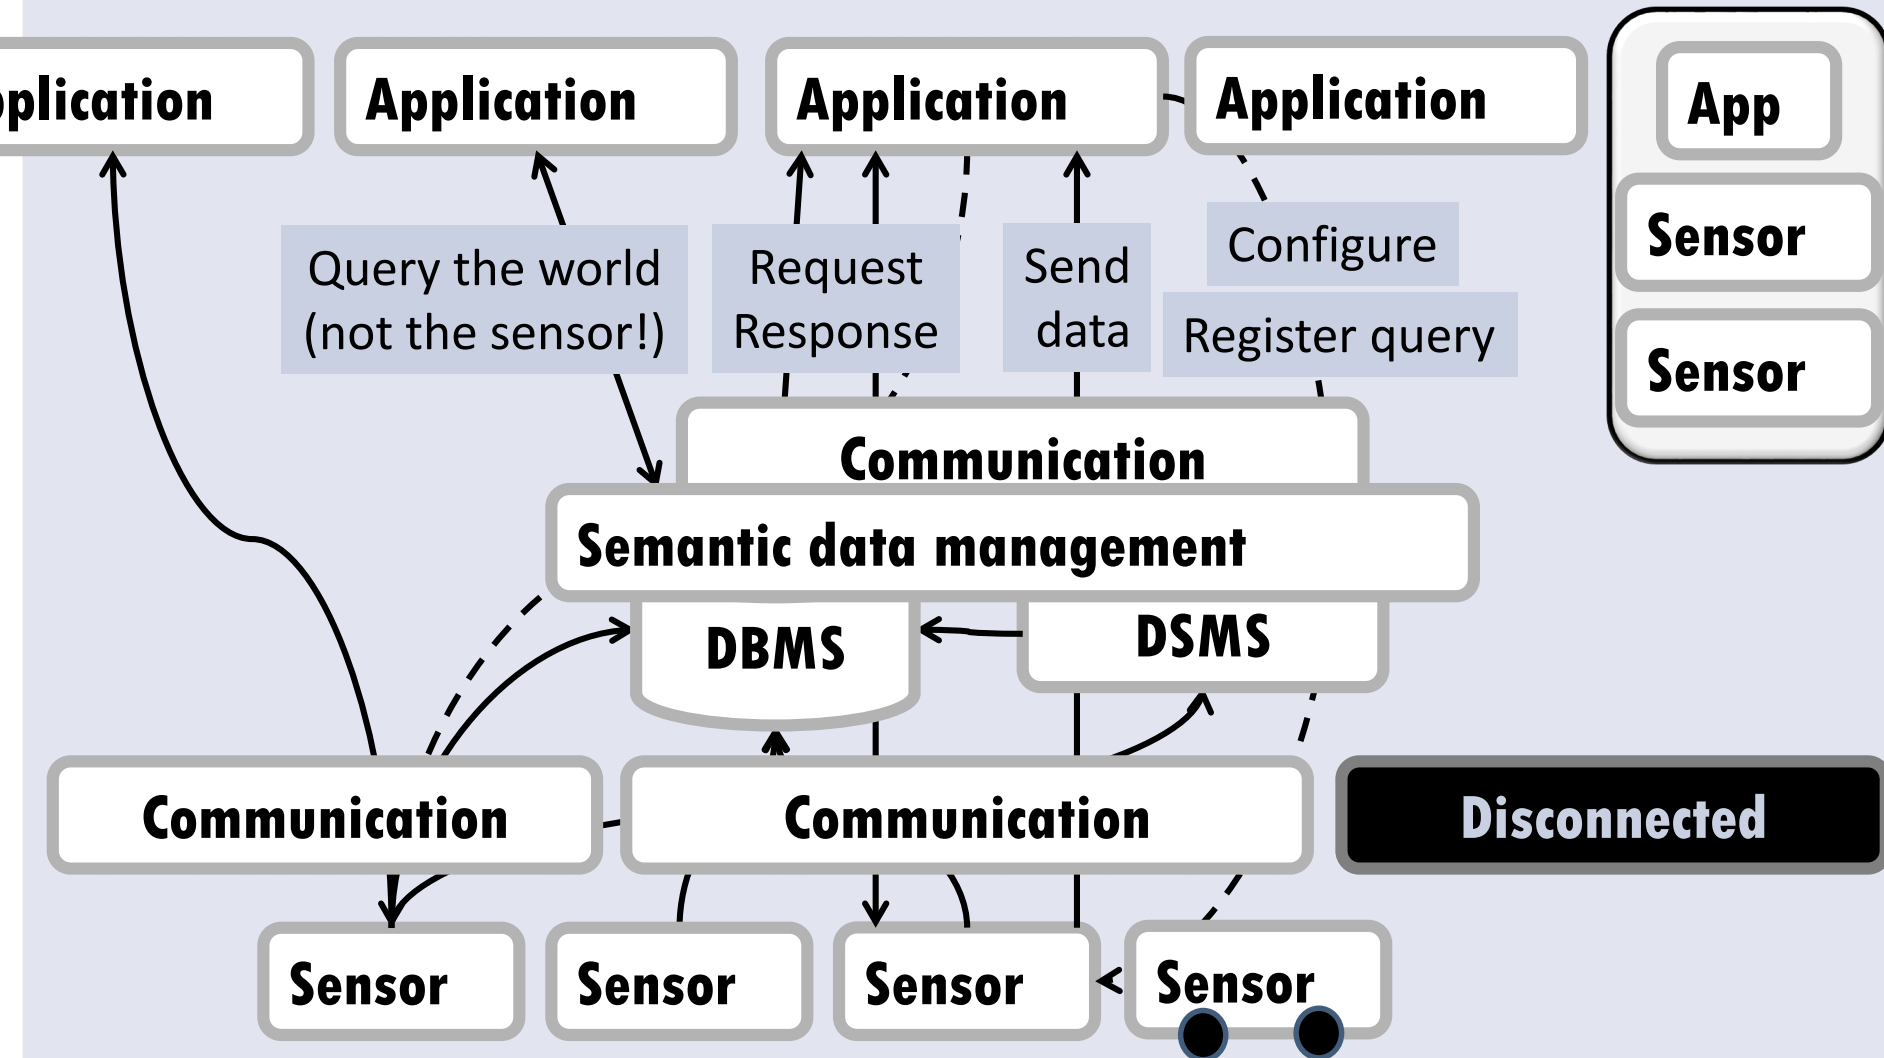 plication
Application
Application
Application
App
Sensor
Sensor
Query the world
(not the sensor!)
Request
Response
Send
data
Configure
Register query
Communication
Semantic data management
DBMS
DSMS
Communication
Communication
Disconnected
Sensor
Sensor
Sensor
Sensor